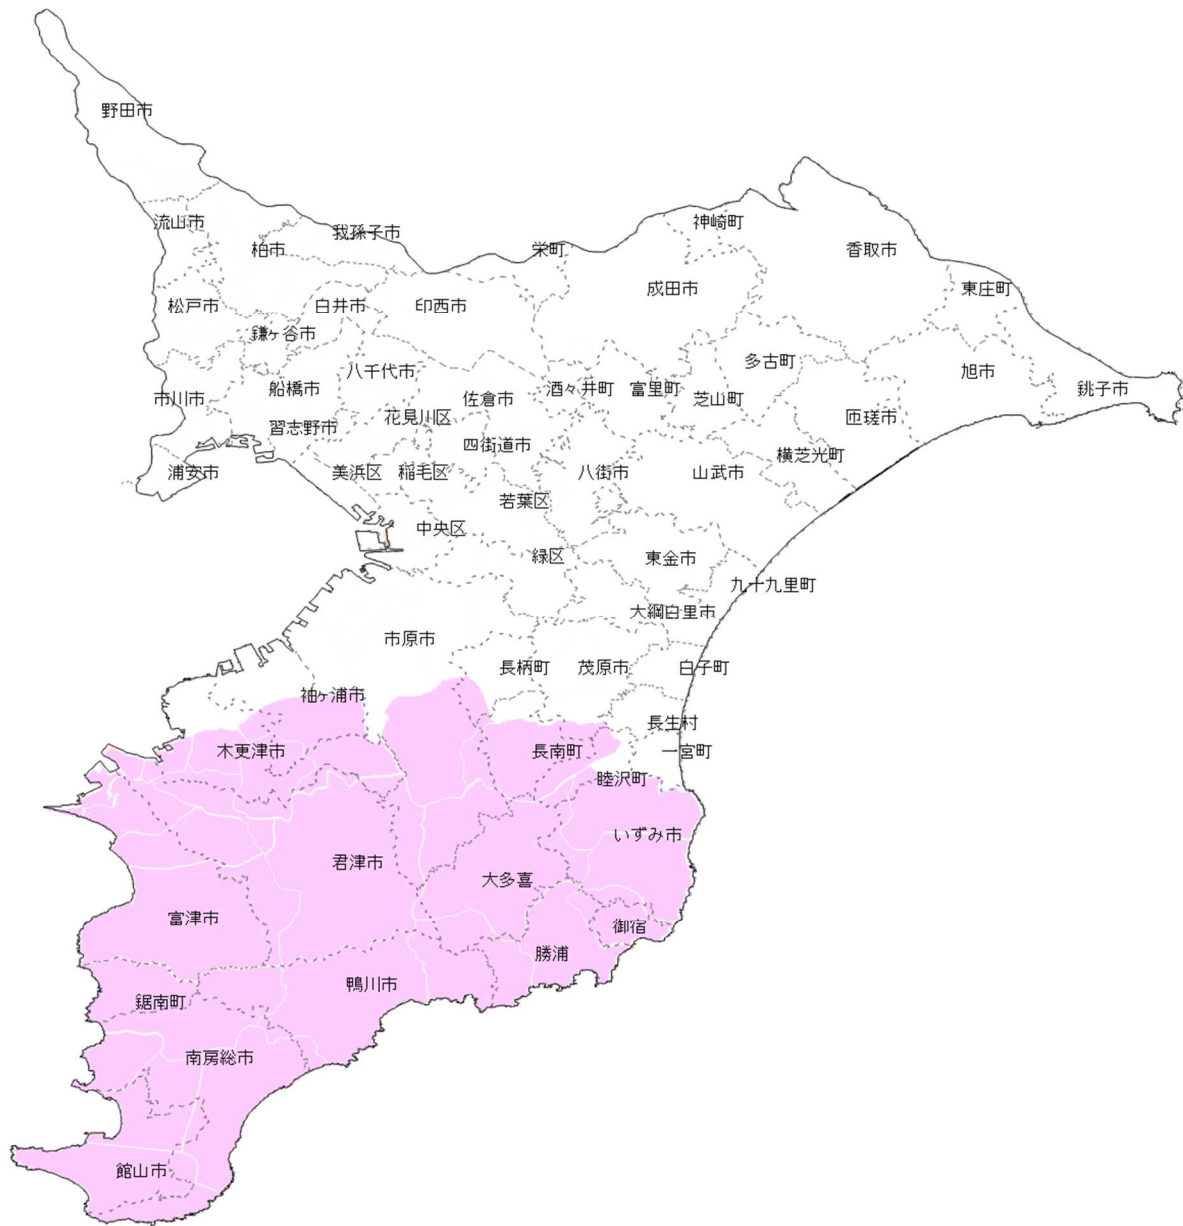 野田市
流山市
柏市
我孫子市
栄町
神崎町
香取市
松戸市
白井市
印西市
成田市
東庄町
鎌ヶ谷市
多古町
市川市
船橋市
八千代市
佐倉市
酒々井町
富里町
芝山町
旭市
銚子市
習志野市
花見川区
四街道市
匝瑳市
浦安市
美浜区
稲毛区
若葉区
八街市
山武市
横芝光町
中央区
緑区
東金市
九十九里町
大綱白里市
市原市
長柄町
茂原市
白子町
袖ヶ浦市
長生村
木更津市
長南町
一宮町
睦沢町
いずみ市
君津市
大多喜
富津市
御宿
勝浦
鋸南町
鴨川市
南房総市
館山市